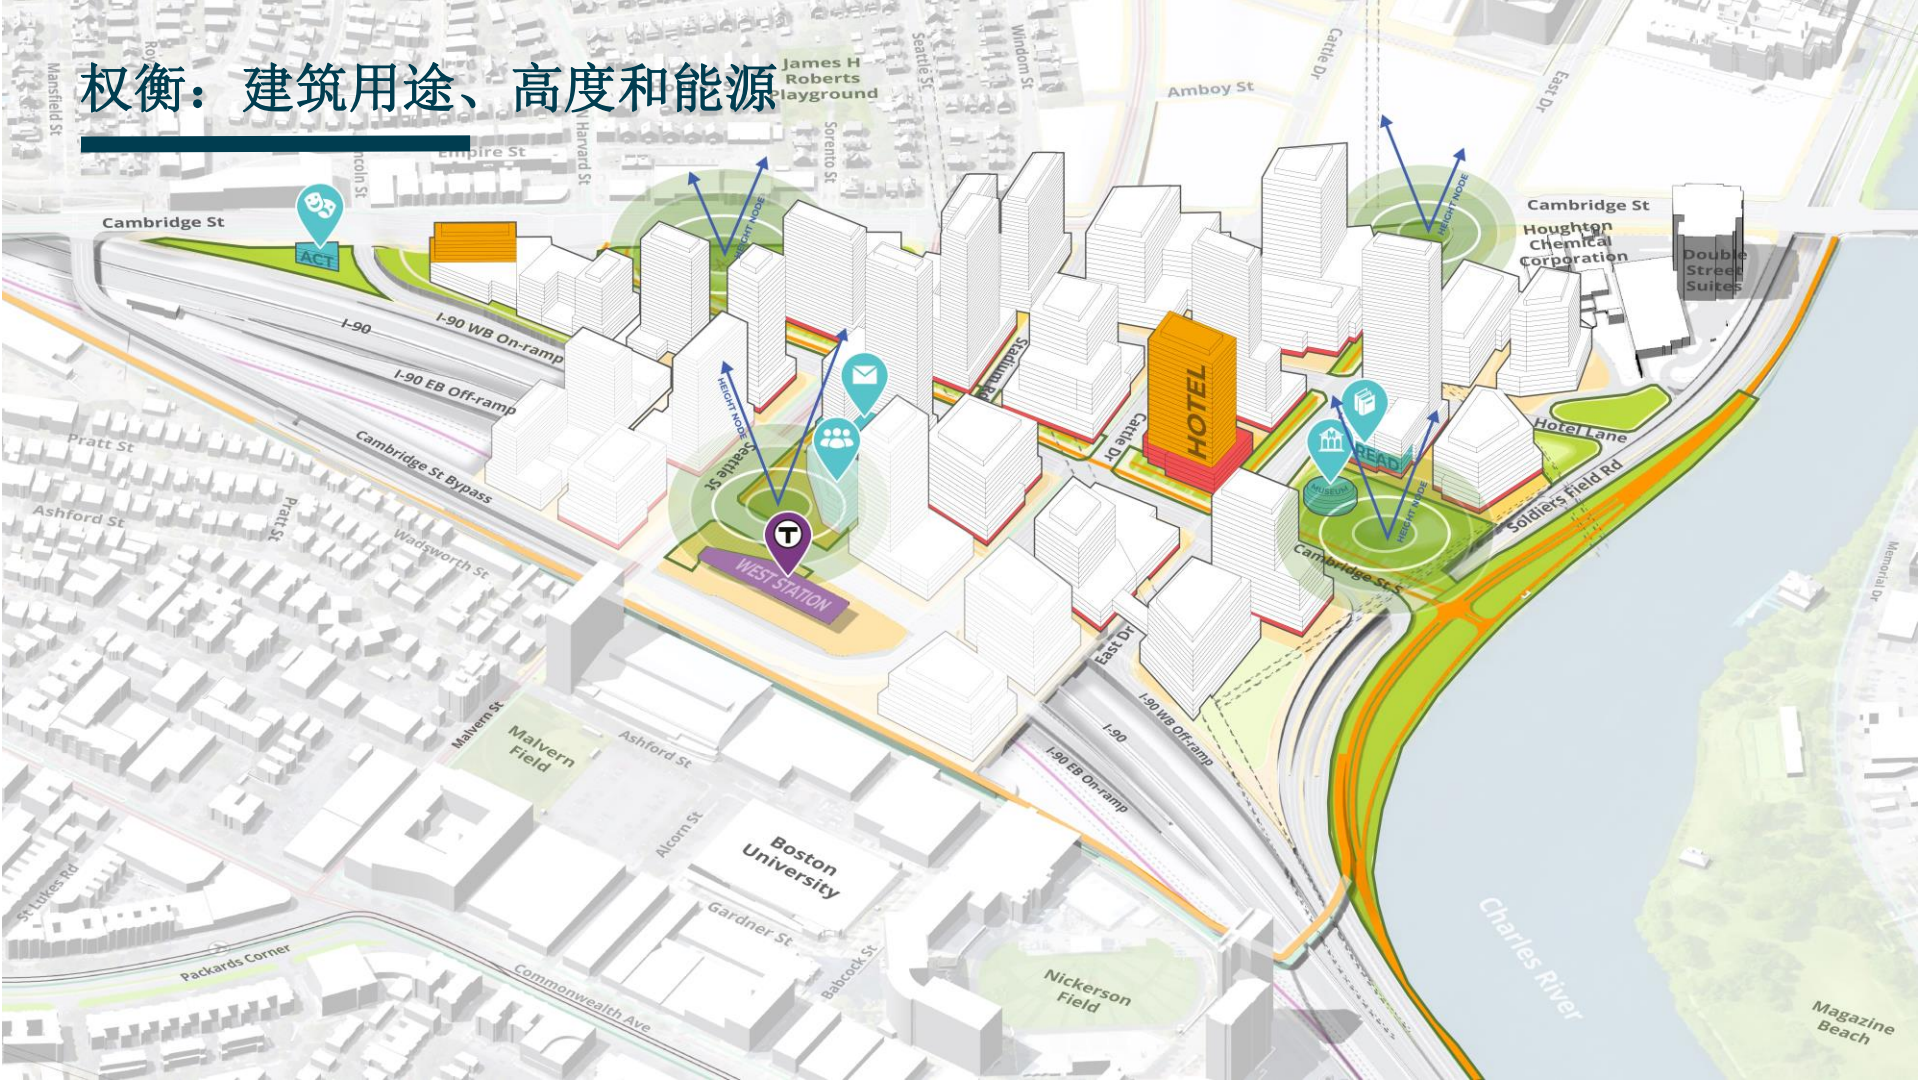 权衡：建筑用途、高度和能源
James H
Roberts
Playground
Mansfield St
Empire St
N Harvard St
Sorrento St
Seattle St
Windom St
Cattle Dr
Amboy St
East Dr
Cambridge St
ACT
HEIGHT NODE
HEIGHT NODE
Cambridge St
Houghton
Chemical
Corporation
Double
Street
Suites
I-90
I-90 WB On-ramp
I-90 EB Off-ramp
Cambridge St Bypass
HEIGHT NODE
Seattle St
Stadium Rd
Cattle Dr
HOTEL
READ
MUSEUM
HEIGHT NODE
Hotel Lane
Soldiers Field Rd
Cambridge St
T
WEST STATION
East Dr
Pratt St
Ashford St
Pratt St
Wadsworth St
Memorial Dr
I-90 WB Off-ramp
I-90
I-90 EB On-ramp
Malvern St
Malvern
Field
Ashford St
Alcorn St
Boston
University
Gardner St
Babcock St
St Lukes Rd
Packards Corner
Commonwealth Ave
Nickerson
Field
Charles River
Magazine
Beach